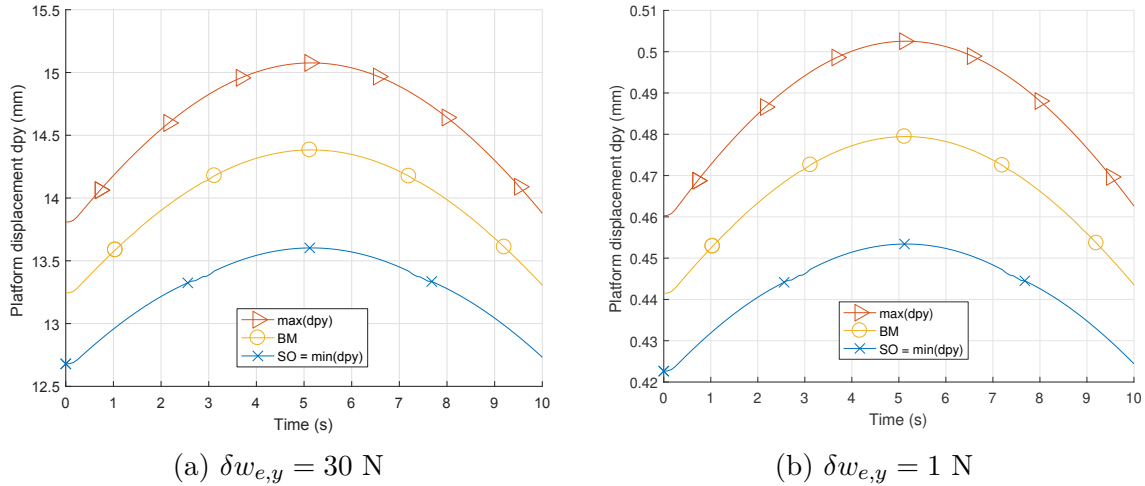 15.5
15
14.5
14
13.5
13
12.5
Platform displacement dpy (mm)
max(dpy)
BM
SO = min(dpy)
0 1 2 3 4 5 6 7 8 9 10
Time (s)
(a) δw_{e,y} = 30 N
0.51
0.5
0.49
0.48
0.47
0.46
0.45
0.44
0.43
0.42
Platform displacement dpy (mm)
max(dpy)
BM
SO = min(dpy)
0 1 2 3 4 5 6 7 8 9 10
Time (s)
(b) δw_{e,y} = 1 N